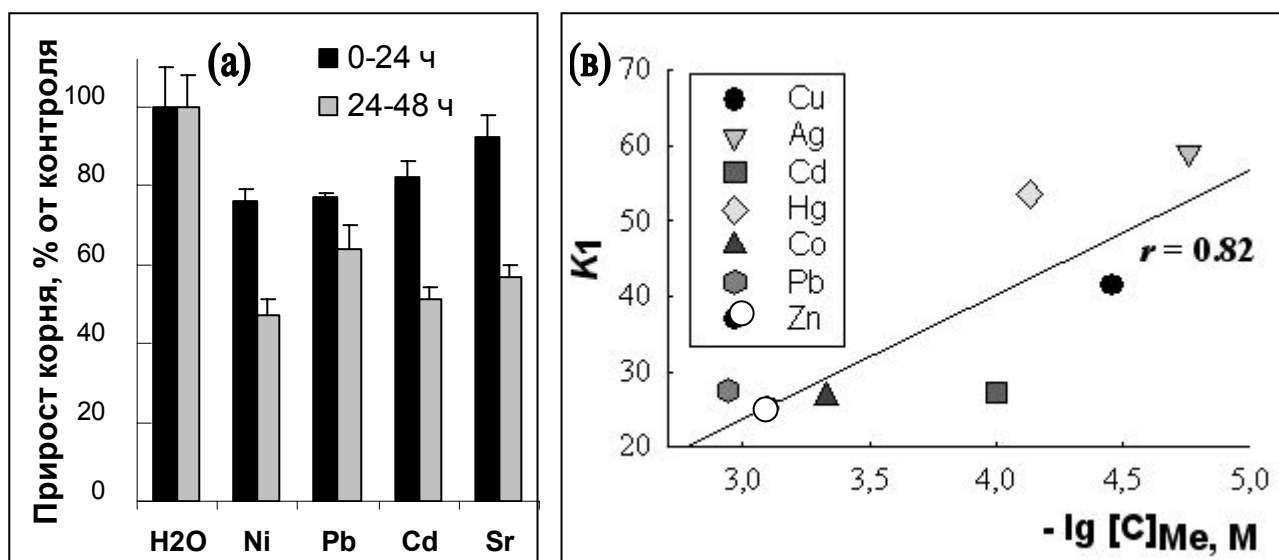 (а)
0-24 ч
24-48 ч
Прирост корня, % от контроля
100
80
60
40
20
0
H2O Ni Pb Cd Sr
(в)
Cu
Ag
Cd
Hg
Co
Pb
Zn
r = 0.82
K1
70
60
50
40
30
20
3,0 3,5 4,0 4,5 5,0
- lg [C]Me, M